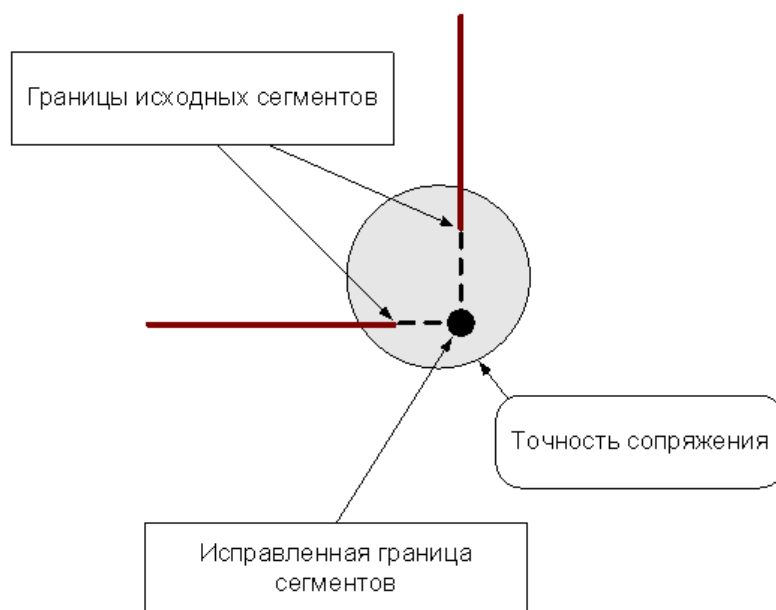 Границы исходных сегментов
Точность сопряжения
Исправленная граница
сегментов